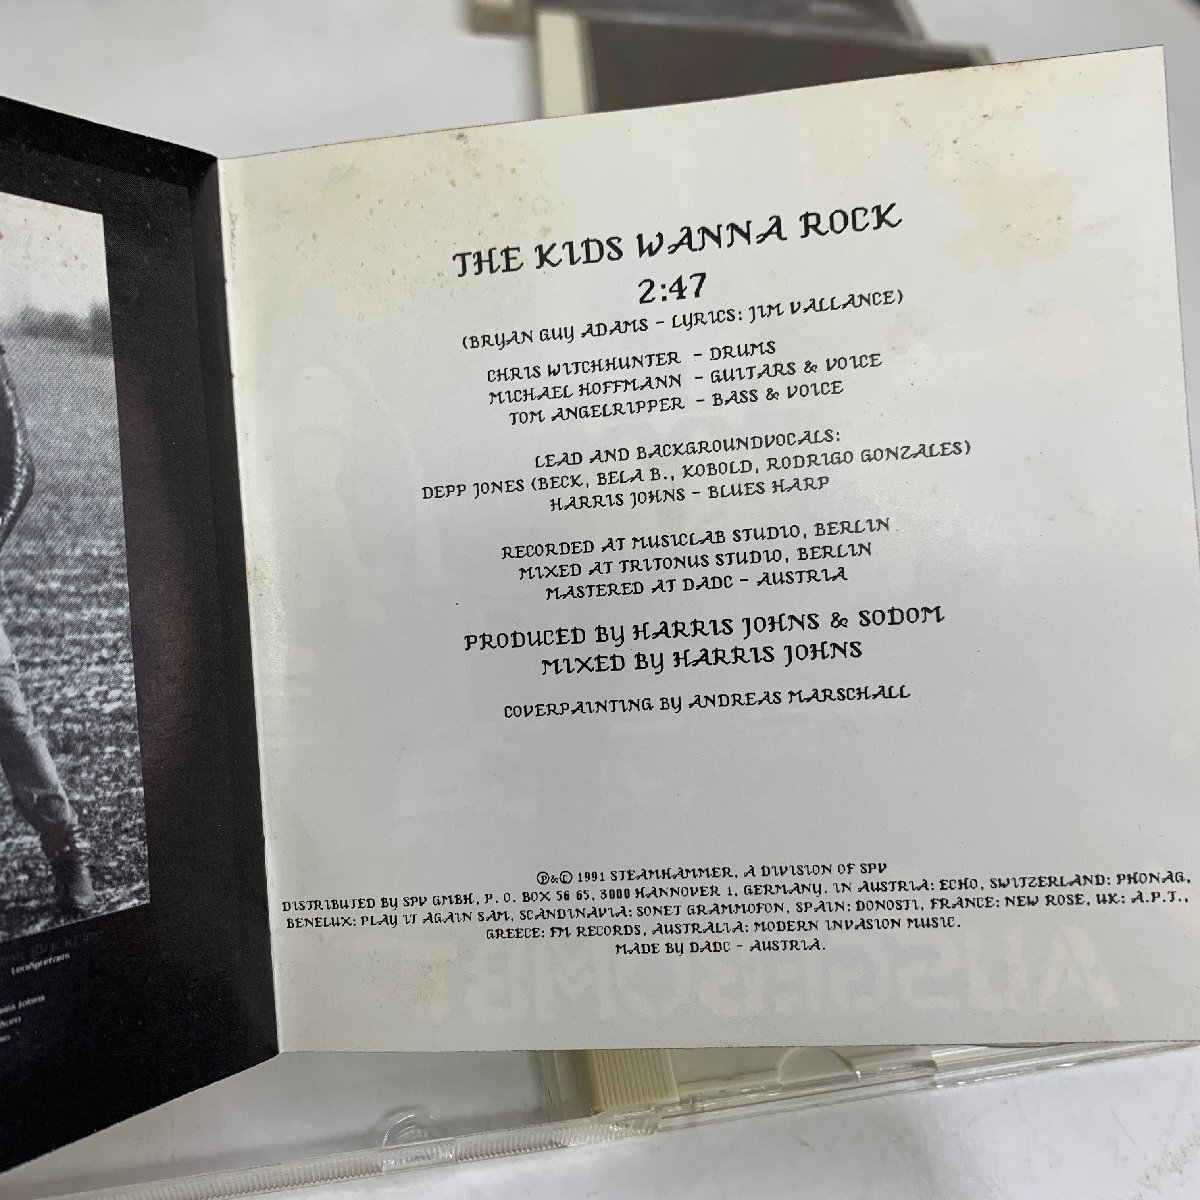 THE KIDS WANNA ROCK
2:47
(BRYAN GUY ADAMS - LYRICS: JIM VALLANCE)
CHRIS WITCHHUNTER - DRUMS
MICHAEL HOFFMANN - GUITARS & VOICE
TOM ANGELRIPPER - BASS & VOICE
LEAD AND BACKGROUNDVOCALS:
DEPP JONES (BECK, BELA B., KOBOLD, RODRIGO GONZALES)
HARRIS JOHNS - BLUES HARP
RECORDED AT MUSICLAB STUDIO, BERLIN
MIXED AT TRITONUS STUDIO, BERLIN
MASTERED AT DADC - AUSTRIA
PRODUCED BY HARRIS JOHNS & SODOM
MIXED BY HARRIS JOHNS
COVERPAINTING BY ANDREAS MARSCHALL
℗&© 1991 STEAMHAMMER, A DIVISION OF SPV
DISTRIBUTED BY SPV GMBH, P. O. BOX 56 65, 3000 HANNOVER 1, GERMANY. IN AUSTRIA: ECHO, SWITZERLAND: PHONAG,
BENELUX: PLAY IT AGAIN SAM, SCANDINAVIA: SONET GRAMMOFON, SPAIN: DONOSTI, FRANCE: NEW ROSE, UK: A.P.T.,
GREECE: FM RECORDS, AUSTRALIA: MODERN INVASION MUSIC.
MADE BY DADC - AUSTRIA.